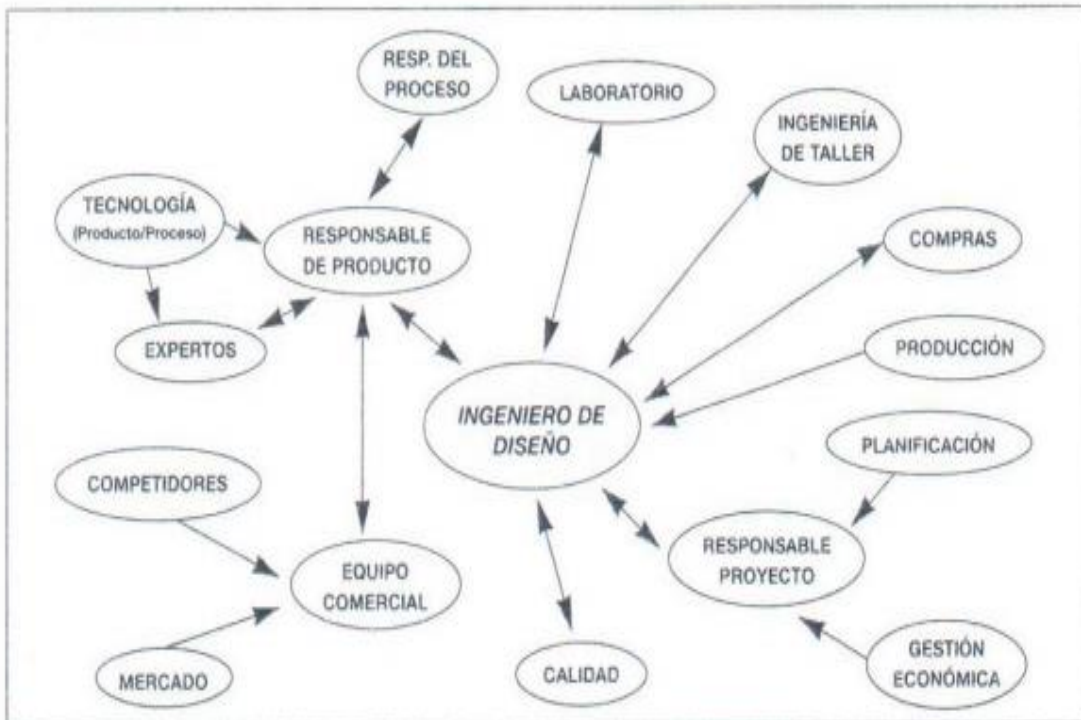 RESP. DEL
PROCESO
LABORATORIO
INGENIERÍA
DE TALLER
TECNOLOGÍA
(Producto/Proceso)
RESPONSABLE
DE PRODUCTO
COMPRAS
EXPERTOS
PRODUCCIÓN
INGENIERO DE
DISEÑO
PLANIFICACIÓN
COMPETIDORES
RESPONSABLE
PROYECTO
EQUIPO
COMERCIAL
MERCADO
CALIDAD
GESTIÓN
ECONÓMICA